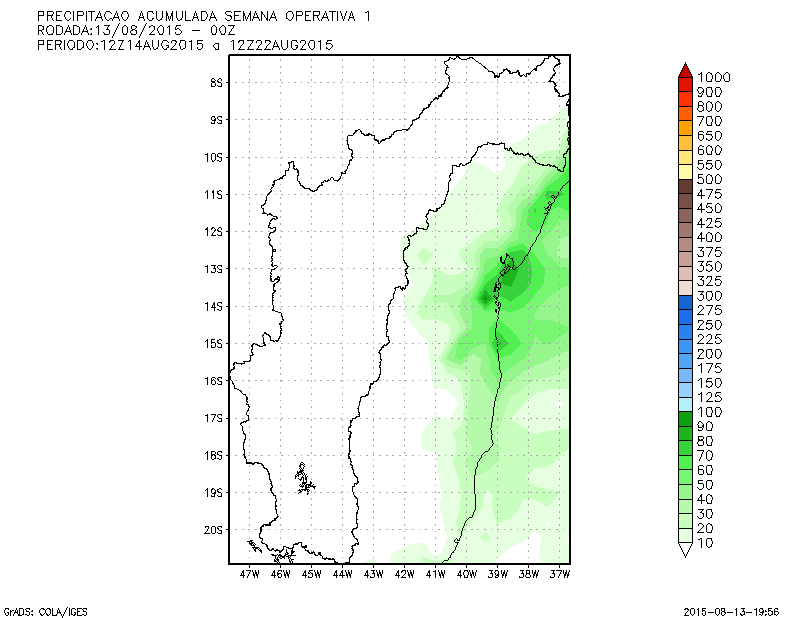 PRECIPITACAO ACUMULADA SEMANA OPERATIVA 1
RODADA:13/08/2015 - 00Z
PERIODO:12Z14AUG2015 a 12Z22AUG2015
8S
9S
10S
11S
12S
13S
14S
15S
16S
17S
18S
19S
20S
47W 46W 45W 44W 43W 42W 41W 40W 39W 38W 37W
1000
900
800
700
650
600
550
500
475
450
425
400
375
350
325
300
275
250
225
200
175
150
125
100
90
80
70
60
50
40
30
20
10
GrADS: COLA/IGES
2015-08-13-19:56